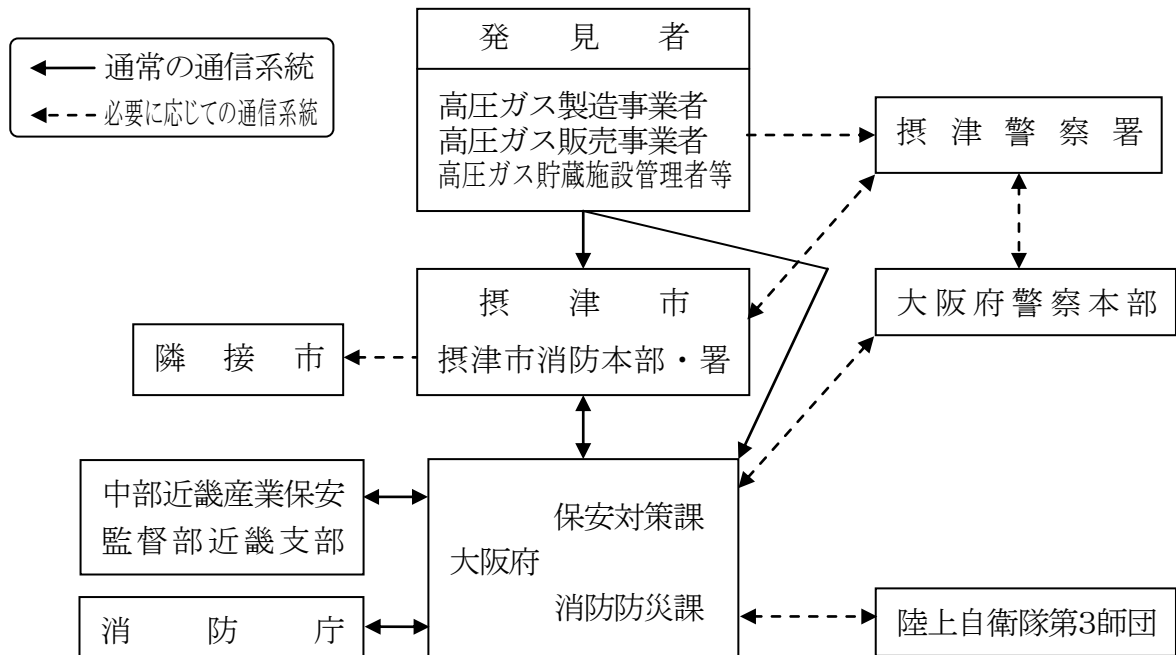 通常の通信系統
必要に応じての通信系統
発見者
高圧ガス製造事業者
高圧ガス販売事業者
高圧ガス貯蔵施設管理者等
摂津警察署
摂津市
摂津市消防本部・署
大阪府警察本部
隣接市
中部近畿産業保安
監督部近畿支部
保安対策課
大阪府
消防防災課
消防庁
陸上自衛隊第3師団